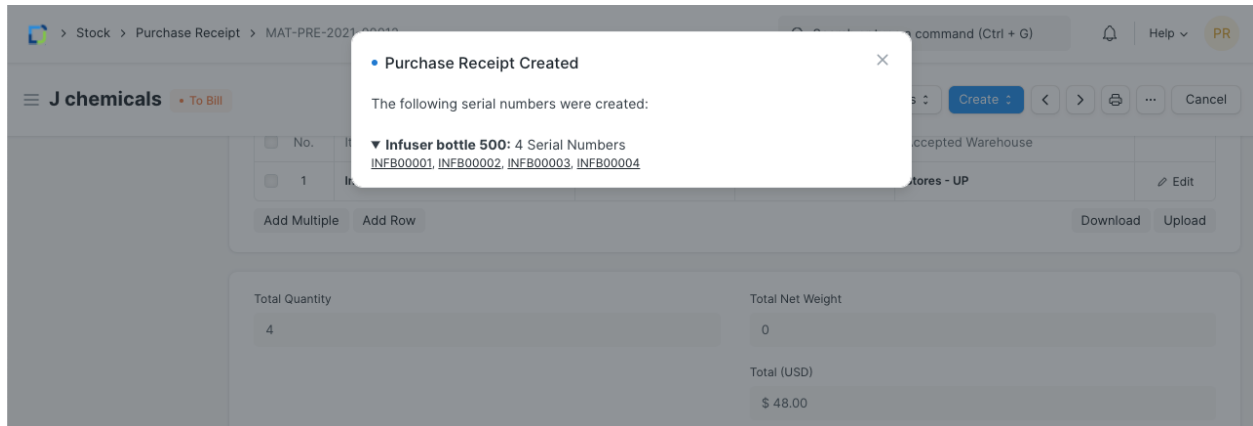 > Stock > Purchase Receipt > MAT-PRE-2021-
command (Ctrl + G)
Help
PR
Purchase Receipt Created
J chemicals
• To Bill
Create
Cancel
The following serial numbers were created:
No.
Accepted Warehouse
▼ Infuser bottle 500: 4 Serial Numbers
INFB00001, INFB00002, INFB00003, INFB00004
1
Stores - UP
Edit
Add Multiple
Add Row
Download
Upload
Total Quantity
Total Net Weight
4
0
Total (USD)
$ 48.00